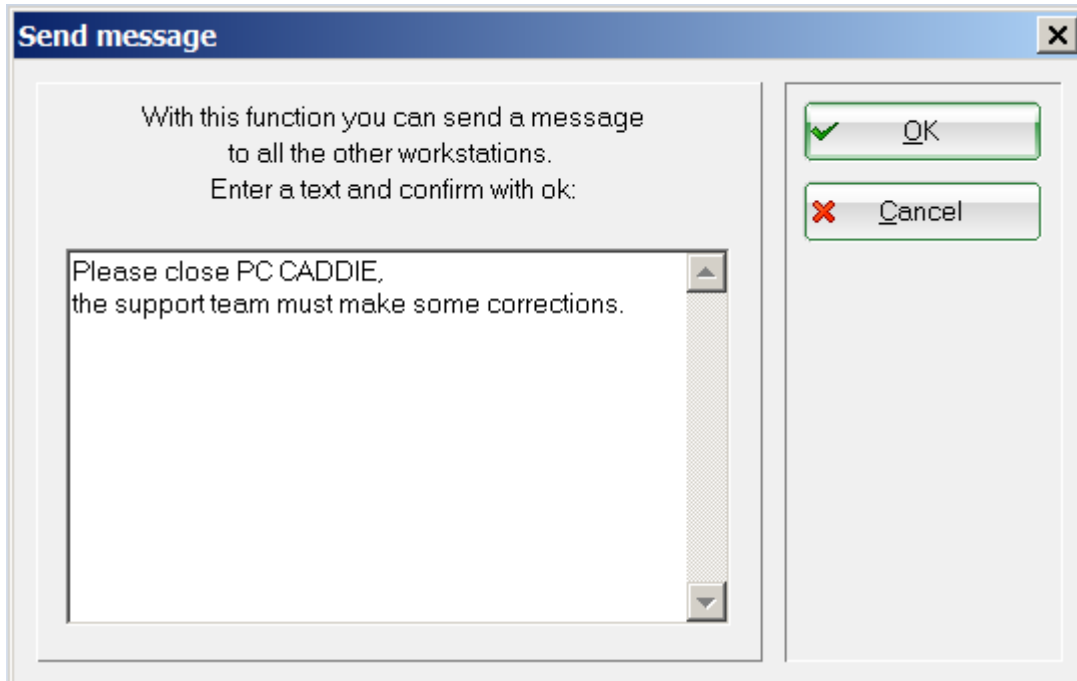 Send message
With this function you can send a message
to all the other workstations.
Enter a text and confirm with ok:
Please close PC CADDIE,
the support team must make some corrections.
OK
Cancel